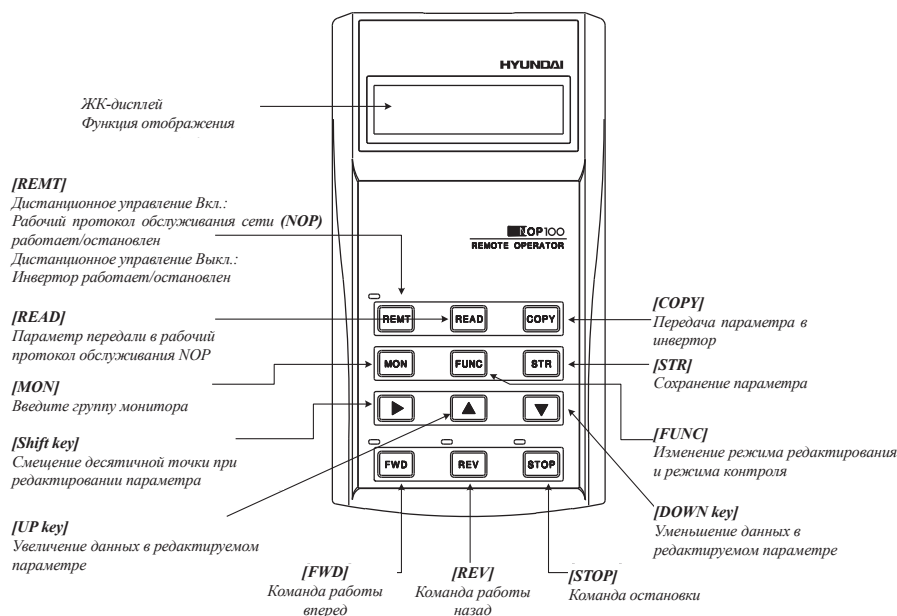 HYUNDAI
ЖК-дисплей
Функция отображения
[REMT]
Дистанционное управление Вкл.:
Рабочий протокол обслуживания сети (NOP)
работает/остановлен
Дистанционное управление Выкл.:
Инвертор работает/остановлен
OP100
REMOTE OPERATOR
[READ]
Параметр передали в рабочий
протокол обслуживания NOP
[MON]
Введите группу монитора
[Shift key]
Смещение десятичной точки при
редактировании параметра
[UP key]
Увеличение данных в редактируемом
параметре
REMT READ COPY
MON FUNC STR
FWD REV STOP
[COPY]
Передача параметра в
инвертор
[STR]
Сохранение параметра
[FUNC]
Изменение режима редактирования
и режима контроля
[DOWN key]
Уменьшение данных в
редактируемом параметре
[FWD]
Команда работы
вперед
[REV]
Команда работы
назад
[STOP]
Команда остановки